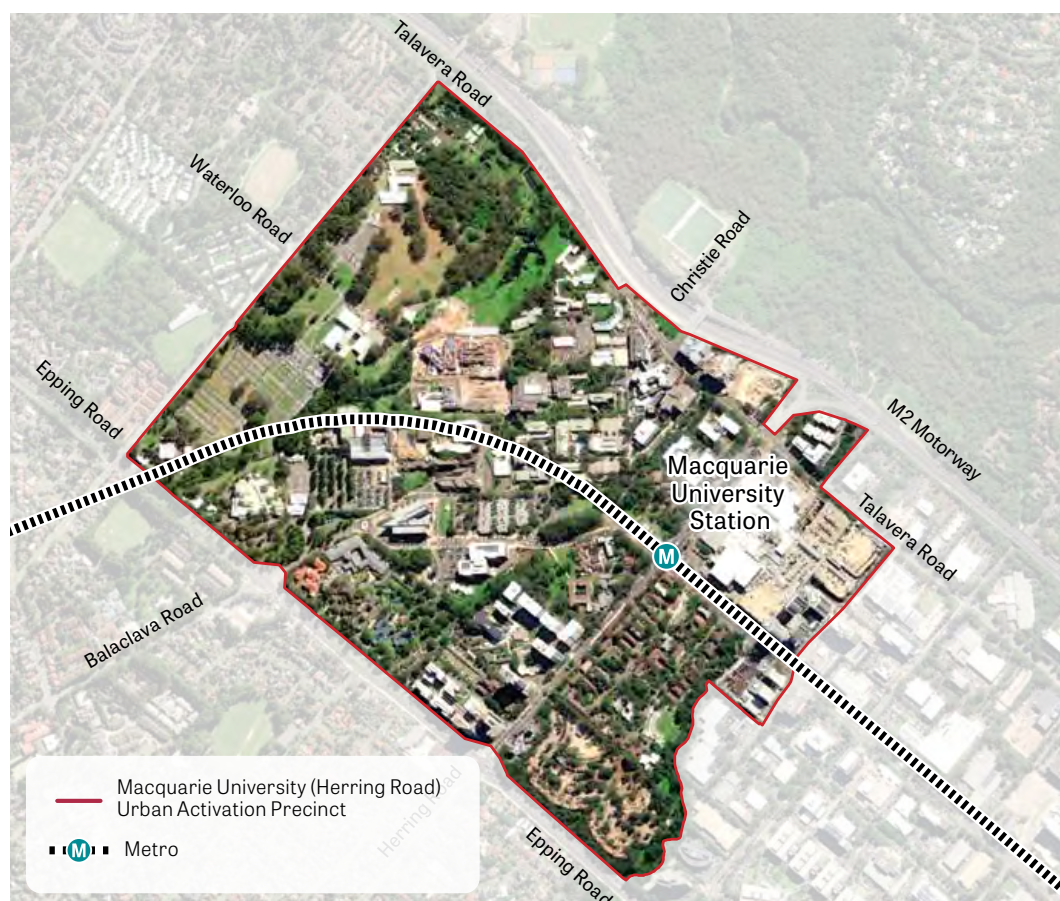 Talavera Road
Waterloo Road
Christie Road
Epping Road
M2 Motorway
Macquarie
University
Station
M
Talavera Road
Balaclava Road
Macquarie University (Herring Road)
Urban Activation Precinct
M
Metro
Herring Road
Epping Road